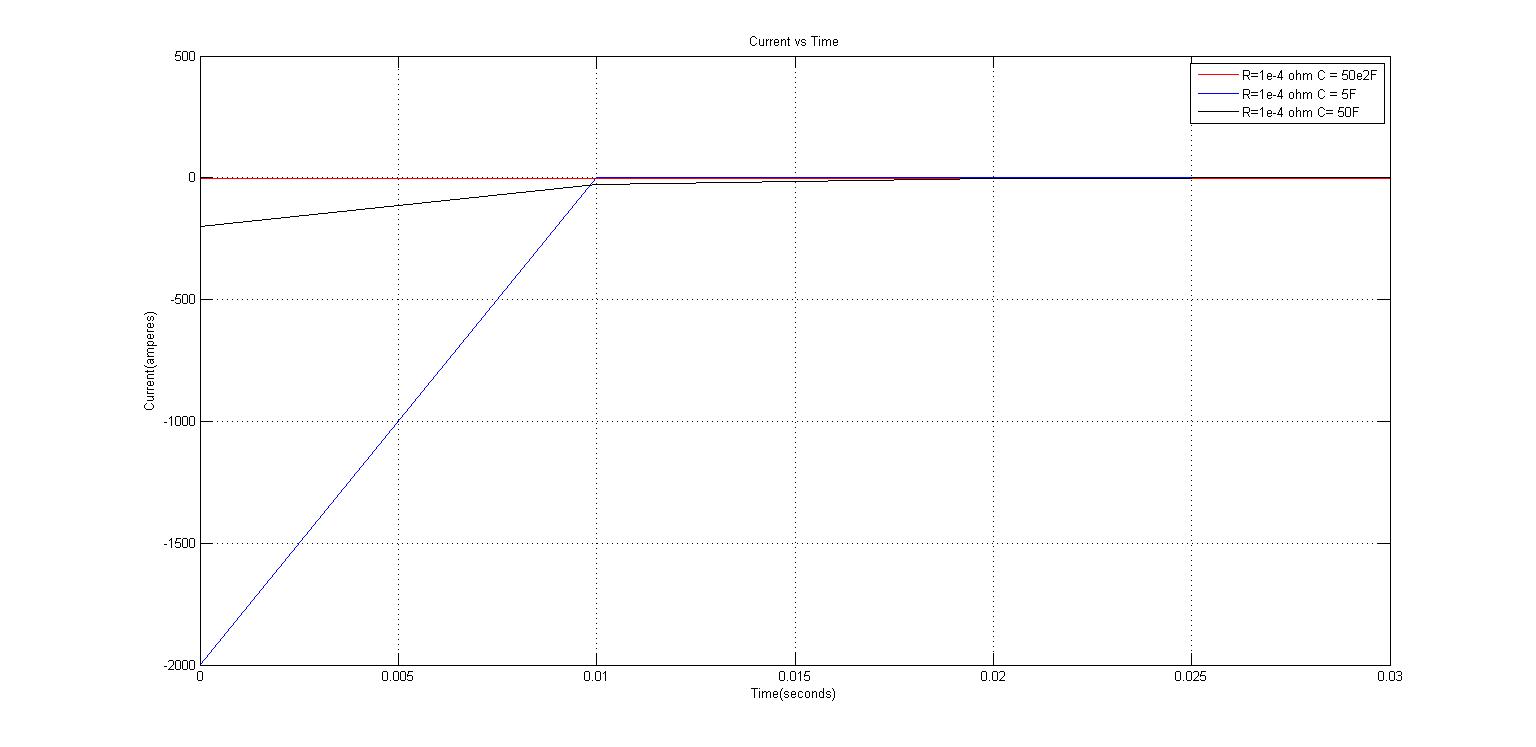 Current vs Time
500
R=1e-4 ohm C = 50e2F
R=1e-4 ohm C = 5F
R=1e-4 ohm C= 50F
0
-500
Current(amperes)
-1000
-1500
-2000
0 0.005 0.01 0.015 0.02 0.025 0.03
Time(seconds)